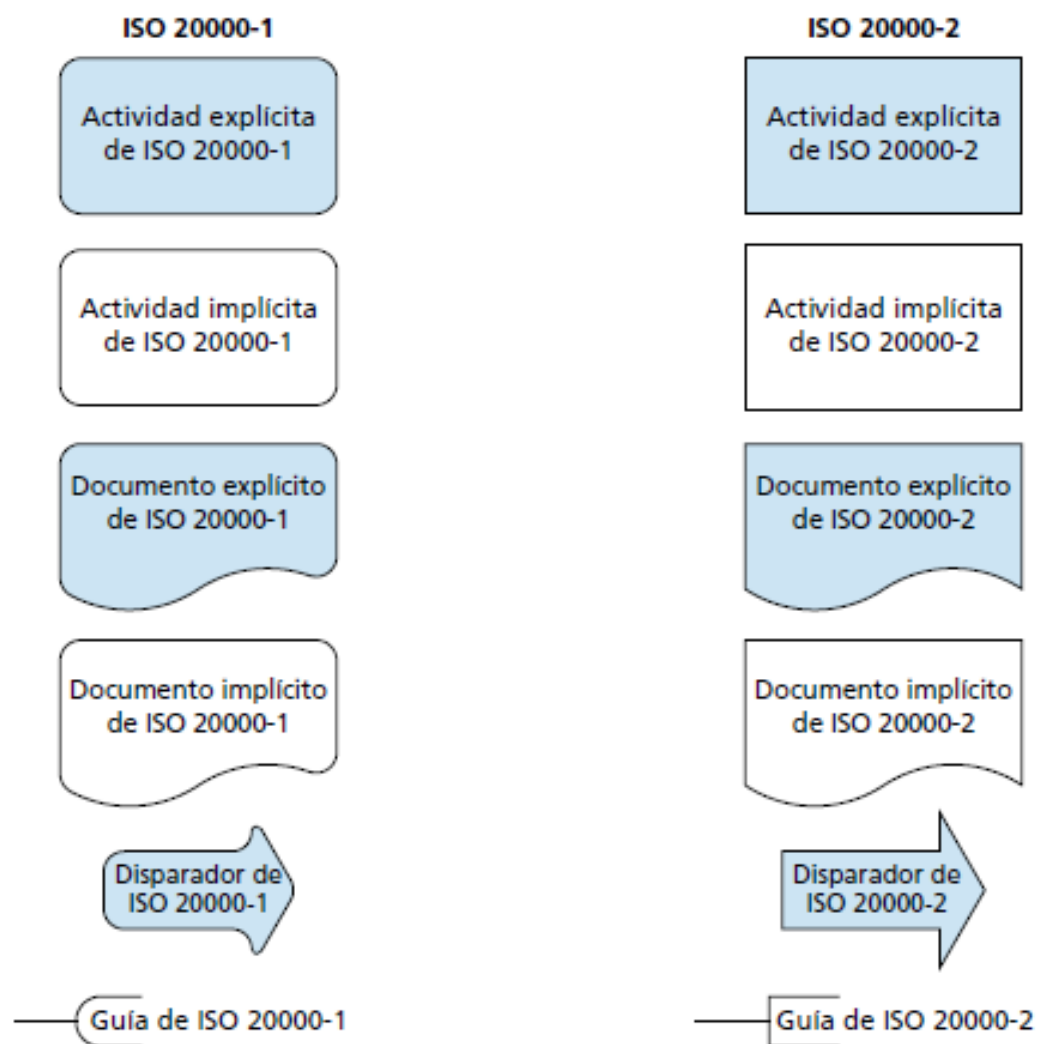 ISO 20000-1
ISO 20000-2
Actividad explícita
de ISO 20000-1
Actividad explícita
de ISO 20000-2
Actividad implícita
de ISO 20000-1
Actividad implícita
de ISO 20000-2
Documento explícito
de ISO 20000-1
Documento explícito
de ISO 20000-2
Documento implícito
de ISO 20000-1
Documento implícito
de ISO 20000-2
Disparador de
ISO 20000-1
Disparador de
ISO 20000-2
Guía de ISO 20000-1
Guía de ISO 20000-2